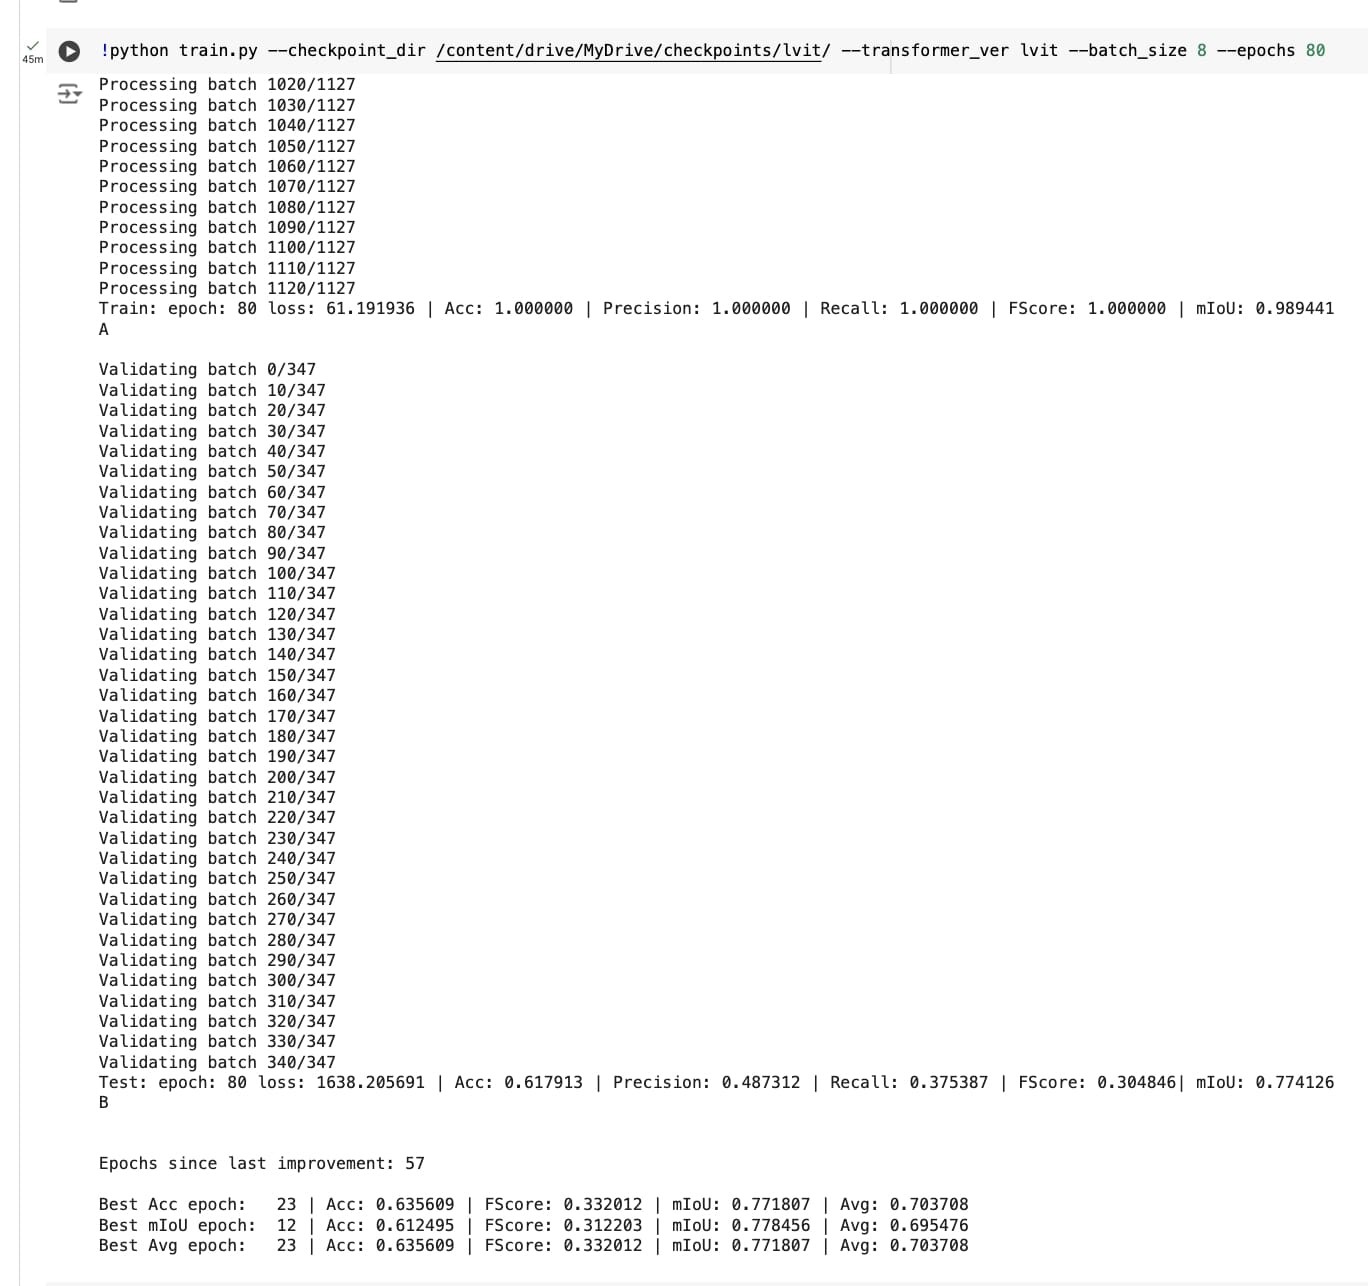 !python train.py --checkpoint_dir /content/drive/MyDrive/checkpoints/lvit/ --transformer_ver lvit --batch_size 8 --epochs 80
45m
Processing batch 1020/1127
Processing batch 1030/1127
Processing batch 1040/1127
Processing batch 1050/1127
Processing batch 1060/1127
Processing batch 1070/1127
Processing batch 1080/1127
Processing batch 1090/1127
Processing batch 1100/1127
Processing batch 1110/1127
Processing batch 1120/1127
Train: epoch: 80 loss: 61.191936 | Acc: 1.000000 | Precision: 1.000000 | Recall: 1.000000 | FScore: 1.000000 | mIoU: 0.989441
A
Validating batch 0/347
Validating batch 10/347
Validating batch 20/347
Validating batch 30/347
Validating batch 40/347
Validating batch 50/347
Validating batch 60/347
Validating batch 70/347
Validating batch 80/347
Validating batch 90/347
Validating batch 100/347
Validating batch 110/347
Validating batch 120/347
Validating batch 130/347
Validating batch 140/347
Validating batch 150/347
Validating batch 160/347
Validating batch 170/347
Validating batch 180/347
Validating batch 190/347
Validating batch 200/347
Validating batch 210/347
Validating batch 220/347
Validating batch 230/347
Validating batch 240/347
Validating batch 250/347
Validating batch 260/347
Validating batch 270/347
Validating batch 280/347
Validating batch 290/347
Validating batch 300/347
Validating batch 310/347
Validating batch 320/347
Validating batch 330/347
Validating batch 340/347
Test: epoch: 80 loss: 1638.205691 | Acc: 0.617913 | Precision: 0.487312 | Recall: 0.375387 | FScore: 0.304846| mIoU: 0.774126
B
Epochs since last improvement: 57
Best Acc epoch:   23 | Acc: 0.635609 | FScore: 0.332012 | mIoU: 0.771807 | Avg: 0.703708
Best mIoU epoch:  12 | Acc: 0.612495 | FScore: 0.312203 | mIoU: 0.778456 | Avg: 0.695476
Best Avg epoch:   23 | Acc: 0.635609 | FScore: 0.332012 | mIoU: 0.771807 | Avg: 0.703708